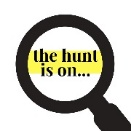 the hunt
is on...